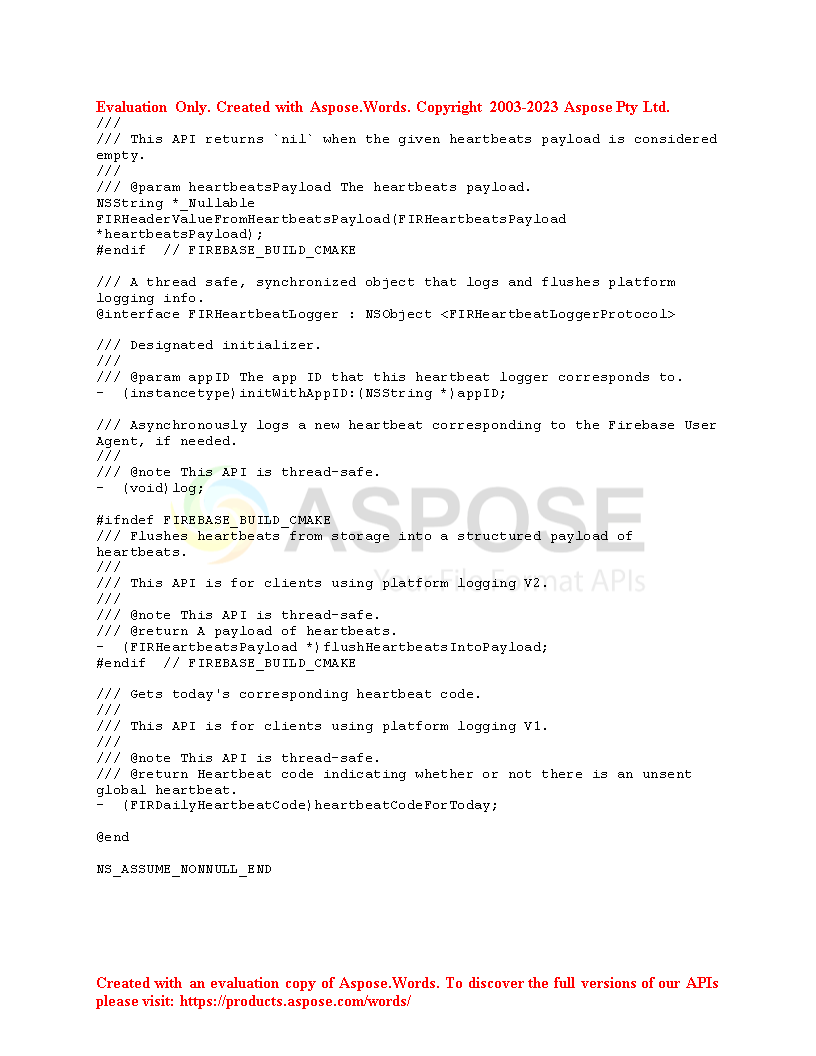 Evaluation Only. Created with Aspose.Words. Copyright 2003-2023 Aspose Pty Ltd.
///
/// This API returns `nil` when the given heartbeats payload is considered
empty.
///
/// @param heartbeatsPayload The heartbeats payload.
NSString *_Nullable
FIRHeaderValueFromHeartbeatsPayload(FIRHeartbeatsPayload
*heartbeatsPayload);
#endif  // FIREBASE_BUILD_CMAKE
/// A thread safe, synchronized object that logs and flushes platform
logging info.
@interface FIRHeartbeatLogger : NSObject <FIRHeartbeatLoggerProtocol>
/// Designated initializer.
///
/// @param appID The app ID that this heartbeat logger corresponds to.
-  (instancetype)initWithAppID:(NSString *)appID;
/// Asynchronously logs a new heartbeat corresponding to the Firebase User
Agent, if needed.
///
/// @note This API is thread-safe.
-  (void)log;
ASPOSE
#ifndef FIREBASE_BUILD_CMAKE
/// Flushes heartbeats from storage into a structured payload of
heartbeats.
///
Your File Format APIs
/// This API is for clients using platform logging V2.
///
/// @note This API is thread-safe.
/// @return A payload of heartbeats.
-  (FIRHeartbeatsPayload *)flushHeartbeatsIntoPayload;
#endif  // FIREBASE_BUILD_CMAKE
/// Gets today's corresponding heartbeat code.
///
/// This API is for clients using platform logging V1.
///
/// @note This API is thread-safe.
/// @return Heartbeat code indicating whether or not there is an unsent
global heartbeat.
-  (FIRDailyHeartbeatCode)heartbeatCodeForToday;
@end
NS_ASSUME_NONNULL_END
Created with an evaluation copy of Aspose.Words. To discover the full versions of our APIs
please visit: https://products.aspose.com/words/